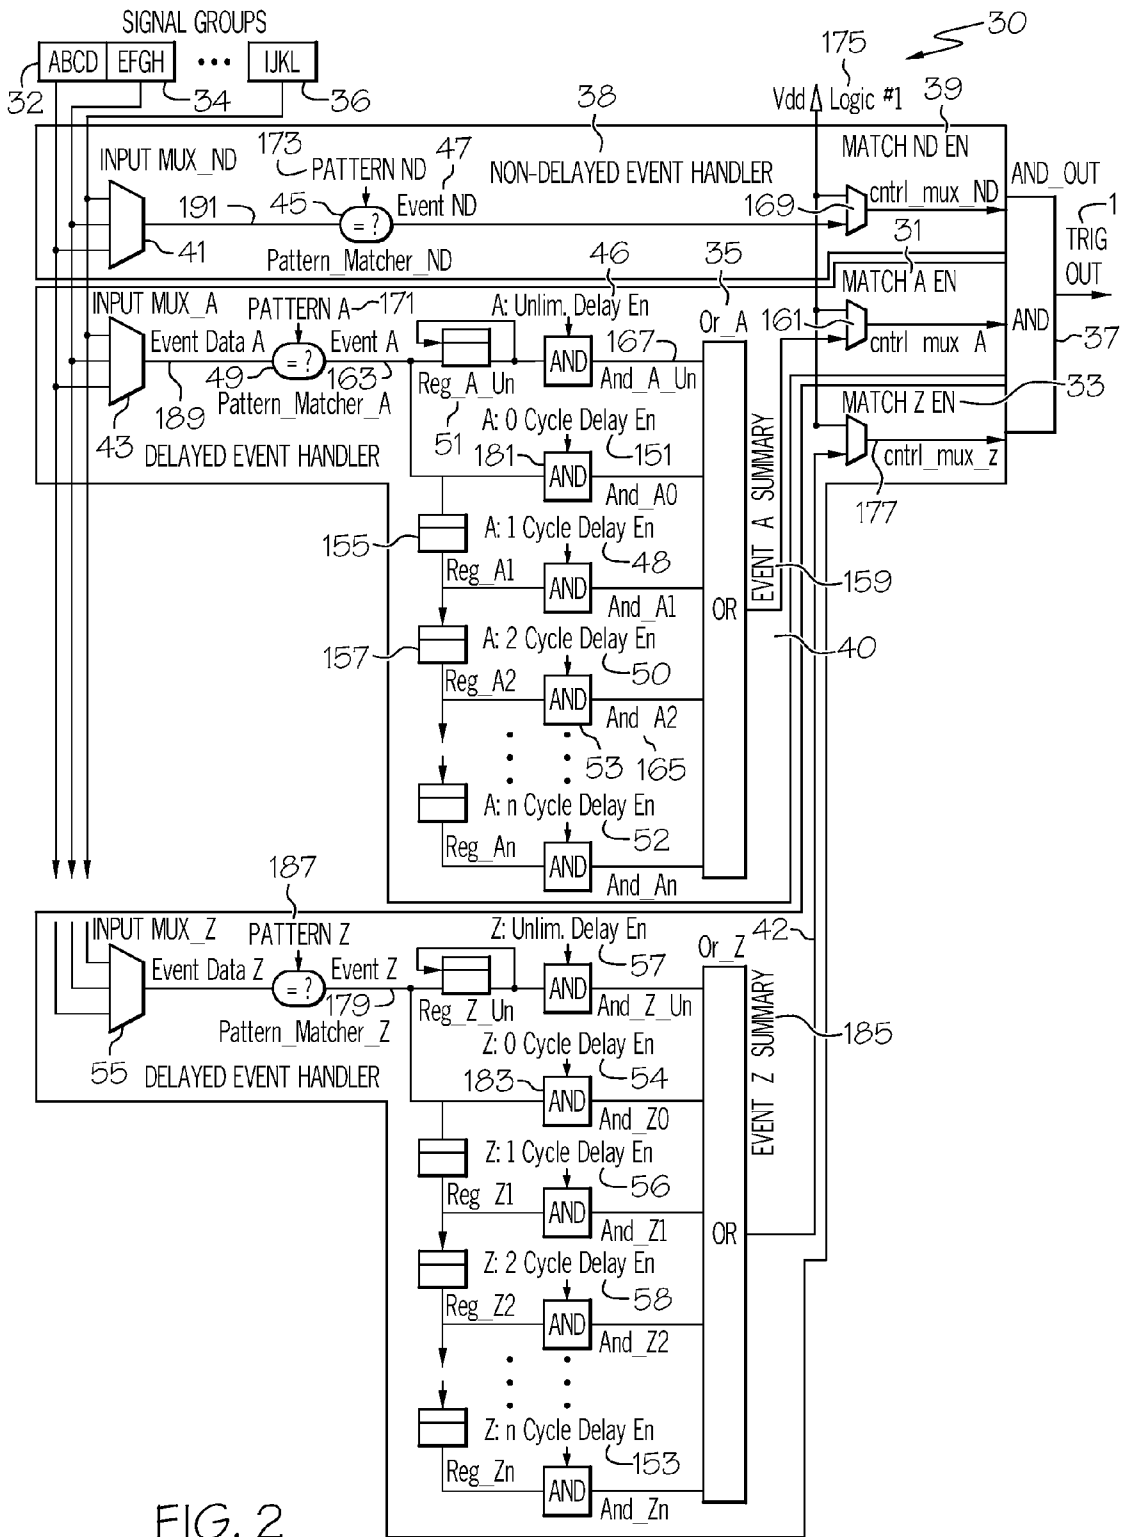 SIGNAL GROUPS
ABCD EFGH ••• IJKL
32 34 36
30
175
Vdd Logic #1
38
39
MATCH ND EN
INPUT MUX_ND
173
PATTERN ND
47
NON-DELAYED EVENT HANDLER
AND_OUT
191
45
= ?
Event ND
169
cntrl_mux_ND
1
TRIG
OUT
41
Pattern_Matcher_ND
46
35
31
MATCH A EN
INPUT MUX_A
PATTERN A
171
A: Unlim. Delay En
Or_A
161
AND
Event Data A
= ?
Event A
AND
167
cntrl_mux_A
37
189
49
163
Reg_A_Un
And_A_Un
Pattern_Matcher_A
51
33
MATCH Z EN
43
DELAYED EVENT HANDLER
A: 0 Cycle Delay En
181
AND
151
And_A0
cntrl_mux_z
177
155
A: 1 Cycle Delay En
48
Reg_A1
AND
And_A1
OR
EVENT A SUMMARY
159
157
A: 2 Cycle Delay En
50
40
Reg_A2
AND
And_A2
53
165
A: n Cycle Delay En
52
Reg_An
AND
And_An
187
INPUT MUX_Z
PATTERN Z
Z: Unlim. Delay En
Or_Z
42
57
Event Data Z
= ?
Event Z
AND
179
Reg_Z_Un
And_Z_Un
Pattern_Matcher_Z
EVENT Z SUMMARY
185
55
DELAYED EVENT HANDLER
Z: 0 Cycle Delay En
183
AND
54
And_Z0
Z: 1 Cycle Delay En
56
Reg_Z1
AND
And_Z1
OR
Z: 2 Cycle Delay En
58
Reg_Z2
AND
And_Z2
Z: n Cycle Delay En
153
Reg_Zn
AND
And_Zn
FIG. 2